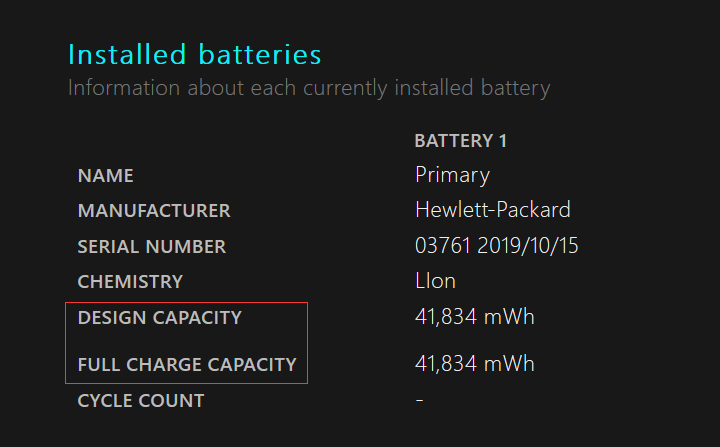 Installed batteries
Information about each currently installed battery
BATTERY 1
NAME Primary
MANUFACTURER Hewlett-Packard
SERIAL NUMBER 03761 2019/10/15
CHEMISTRY LIon
DESIGN CAPACITY 41,834 mWh
FULL CHARGE CAPACITY 41,834 mWh
CYCLE COUNT -